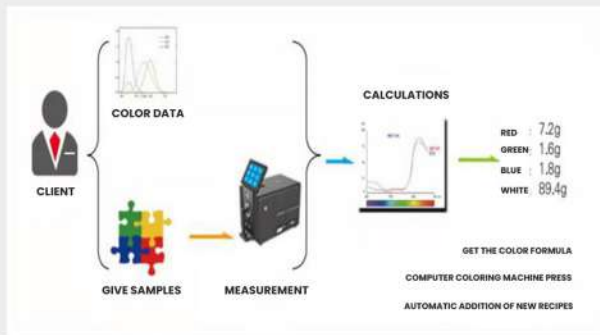 COLOR DATA
CLIENT
GIVE SAMPLES
MEASUREMENT
CALCULATIONS
RED : 7.2g
GREEN : 1.6g
BLUE : 1.8g
WHITE 89.4g
GET THE COLOR FORMULA
COMPUTER COLORING MACHINE PRESS
AUTOMATIC ADDITION OF NEW RECIPES